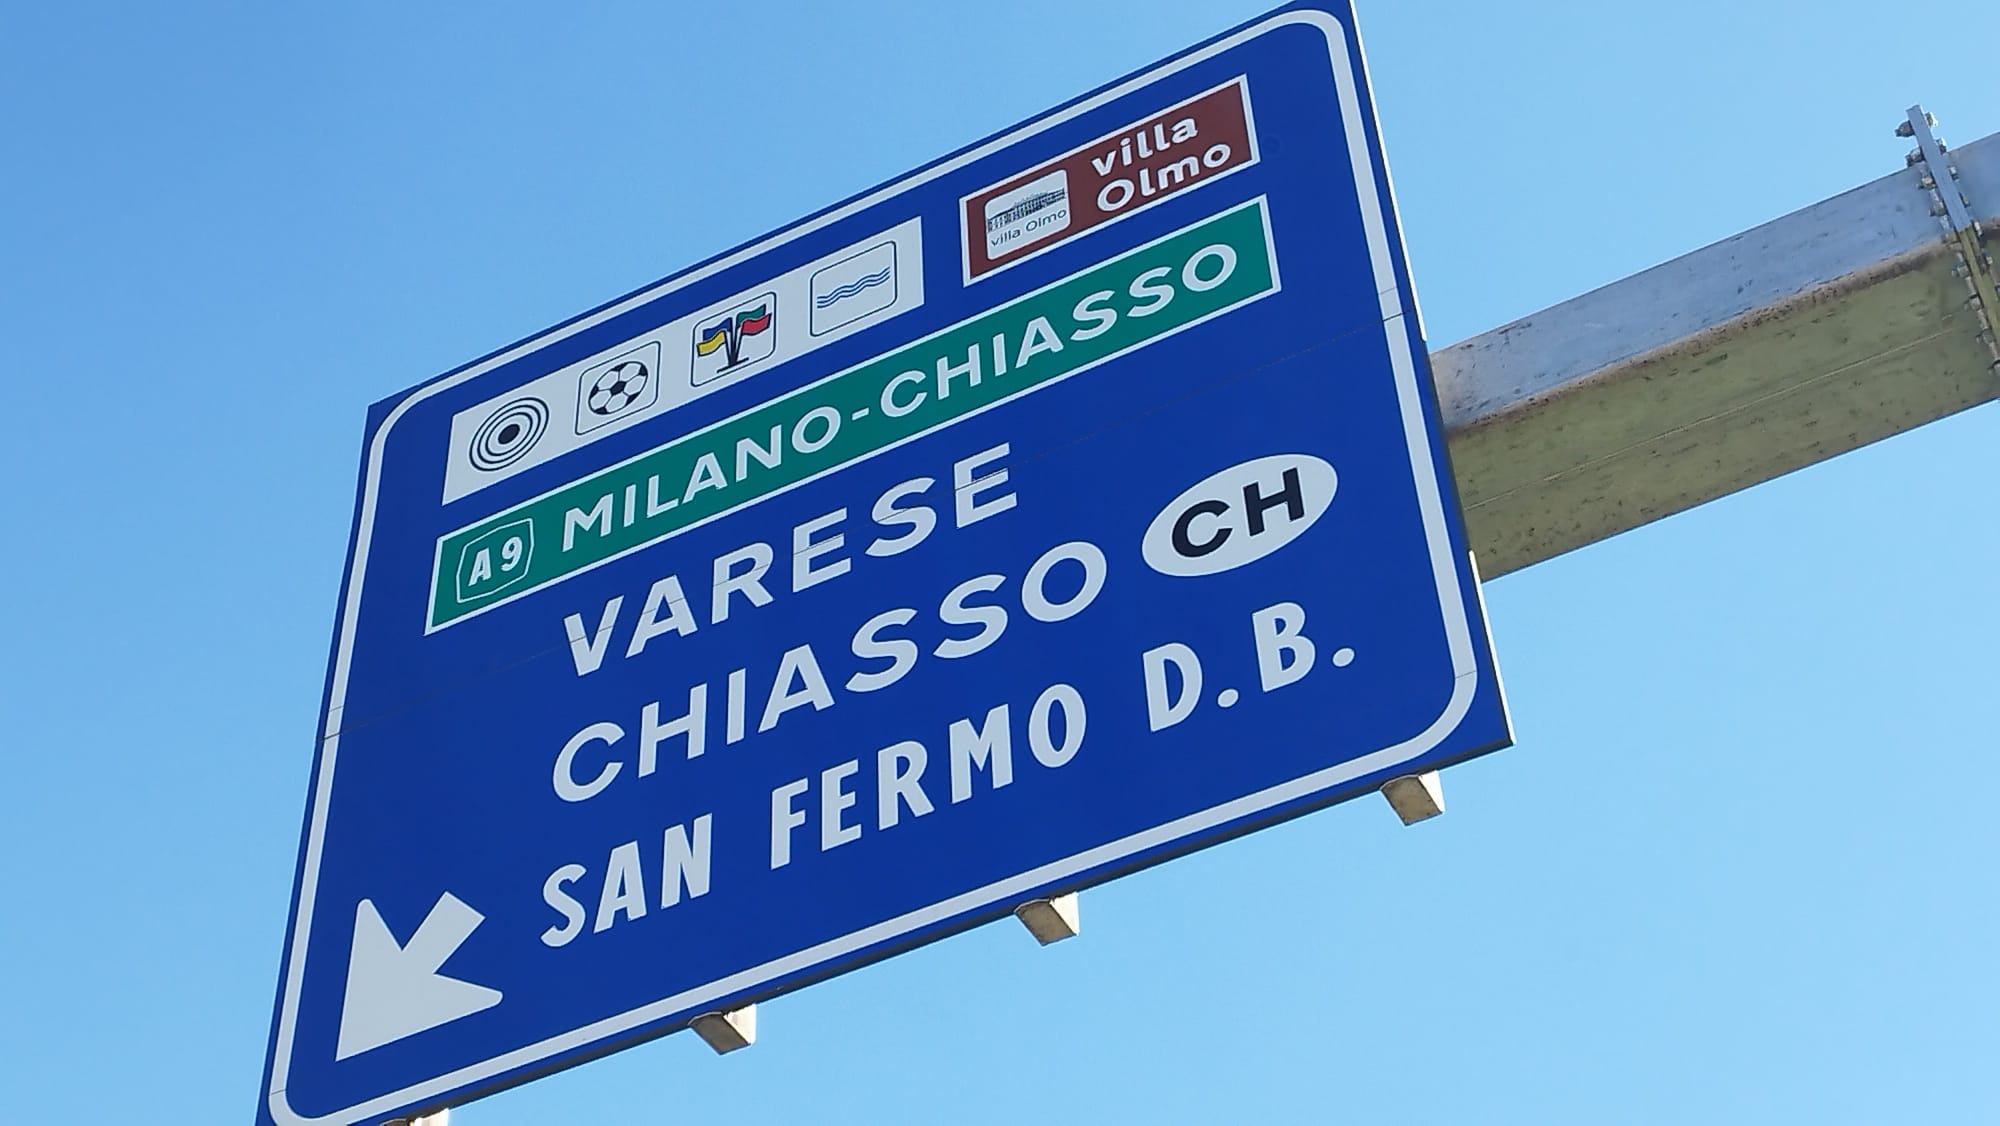 villa
Olmo
villa Olmo
A9 MILANO-CHIASSO
VARESE
CHIASSO CH
SAN FERMO D.B.